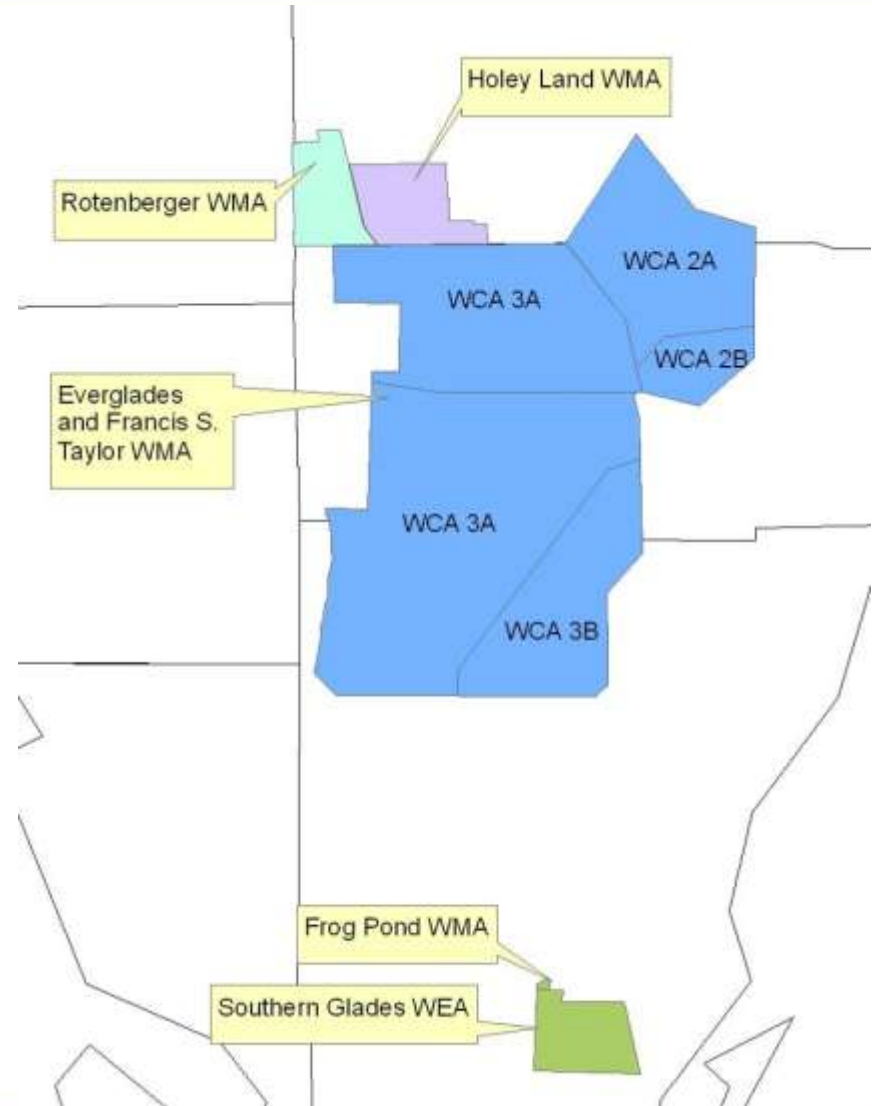 Holey Land WMA
Rotenberger WMA
WCA 2A
WCA 3A
WCA 2B
Everglades
and Francis S.
Taylor WMA
WCA 3A
WCA 3B
Frog Pond WMA
Southern Glades WEA